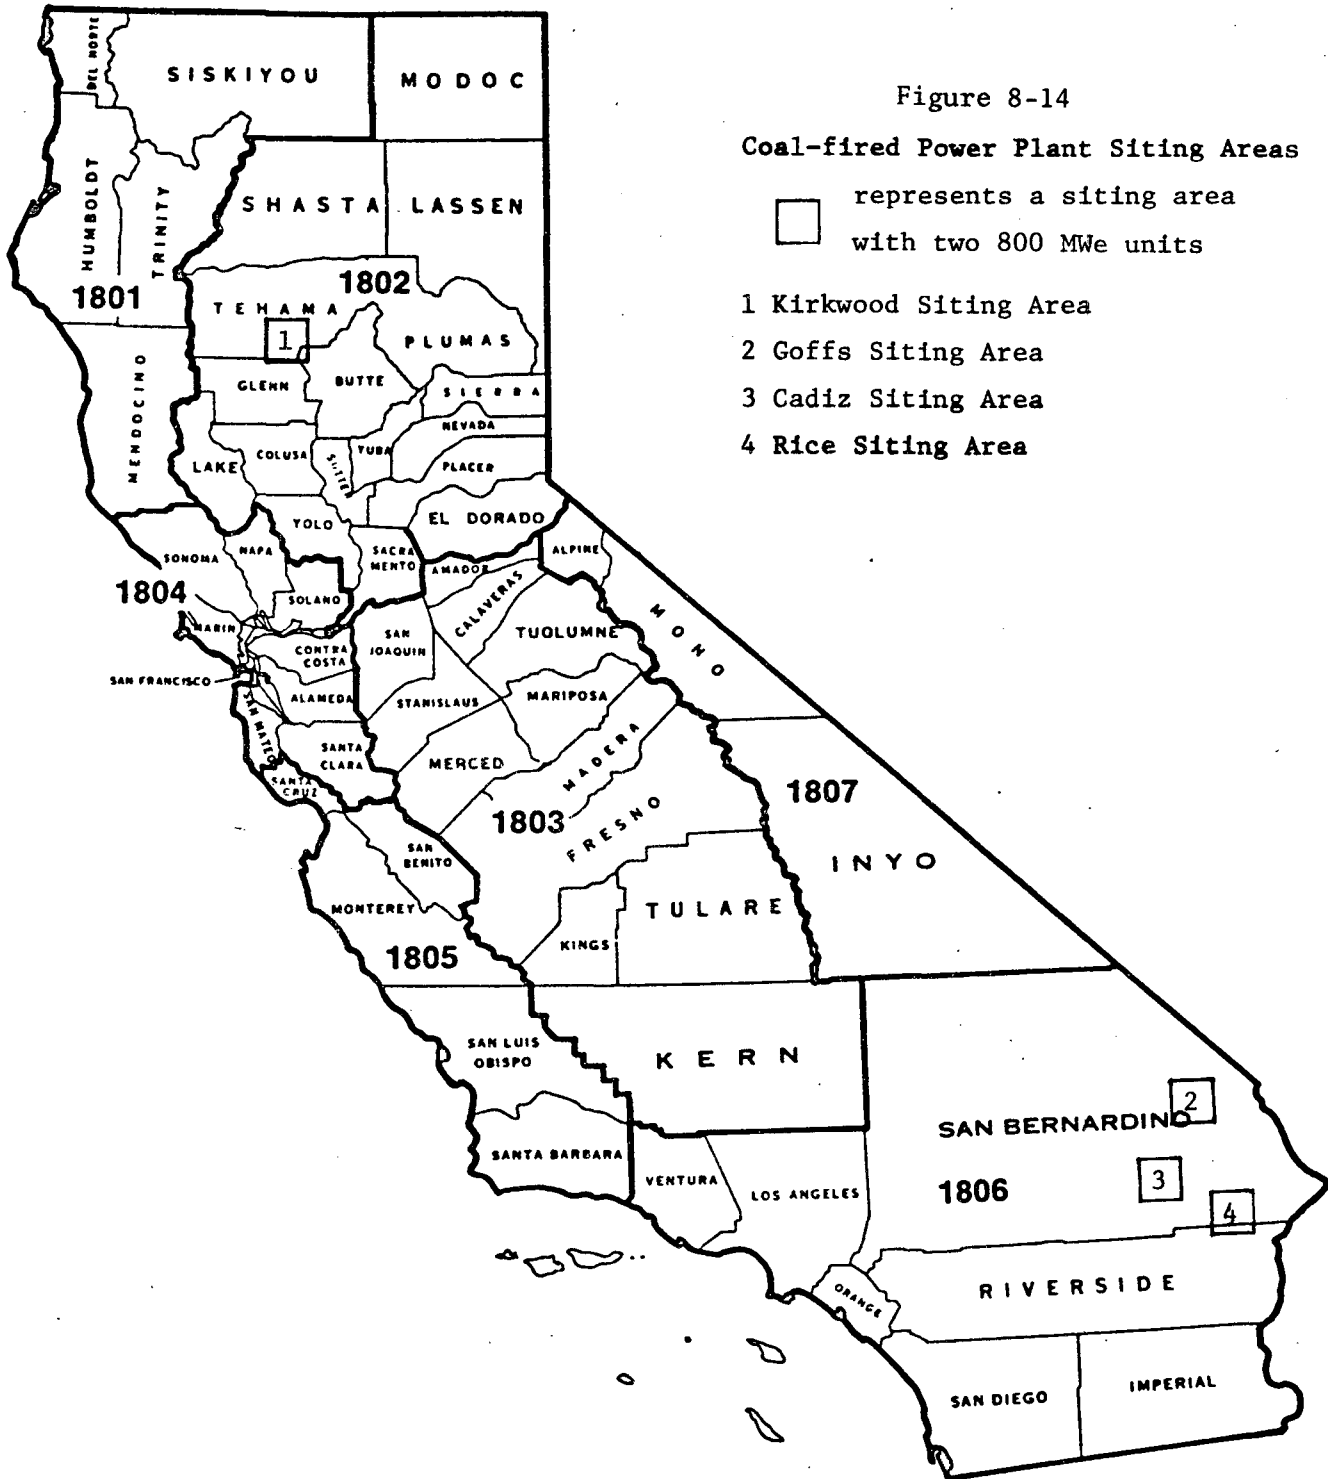 Figure 8-14
Coal-fired Power Plant Siting Areas
represents a siting area
with two 800 MWe units
1 Kirkwood Siting Area
2 Goffs Siting Area
3 Cadiz Siting Area
4 Rice Siting Area
DEL NORTE
SISKIYOU
MODOC
HUMBOLDT
TRINITY
SHASTA
LASSEN
1801
1802
TEHAMA
1
PLUMAS
MENDOCINO
GLENN
BUTTE
SIERRA
NEVADA
LAKE
COLUSA
SUTTER
YUBA
PLACER
YOLO
EL DORADO
SONOMA
NAPA
SACRA
MENTO
AMADOR
ALPINE
1804
SOLANO
CALAVERAS
MONO
MARIN
CONTRA
COSTA
SAN
JOAQUIN
TUOLUMNE
SAN FRANCISCO
ALAMEDA
STANISLAUS
MARIPOSA
SAN MATEO
SANTA
CLARA
MERCED
MADERA
SANTA
CRUZ
1803
FRESNO
1807
INYO
SAN
BENITO
MONTEREY
TULARE
KINGS
1805
SAN LUIS
OBISPO
KERN
2
SAN BERNARDINO
SANTA BARBARA
VENTURA
LOS ANGELES
1806
3
4
ORANGE
RIVERSIDE
SAN DIEGO
IMPERIAL